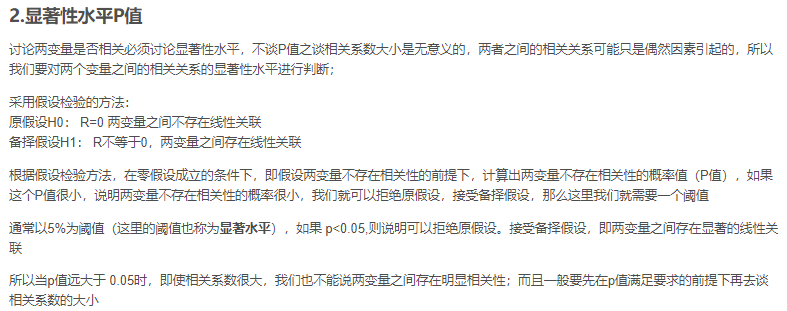 2.显著性水平P值
讨论两变量是否相关必须讨论显著性水平，不谈P值之谈相关系数大小是无意义的，两者之间的相关关系可能只是偶然因素引起的，所以
我们要对两个变量之间的相关关系的显著性水平进行判断；
采用假设检验的方法：
原假设H0： R=0 两变量之间不存在线性关联
备择假设H1： R不等于0，两变量之间存在线性关联
根据假设检验方法，在零假设成立的条件下，即假设两变量不存在相关性的前提下，计算出两变量不存在相关性的概率值（P值），如果
这个P值很小，说明两变量不存在相关性的概率很小，我们就可以拒绝原假设，接受备择假设，那么这里我们就需要一个阈值
通常以5%为阈值（这里的阈值也称为显著水平），如果 p<0.05,则说明可以拒绝原假设。接受备择假设，即两变量之间存在显著的线性关
联
所以当p值远大于 0.05时，即使相关系数很大，我们也不能说两变量之间存在明显相关性；而且一般要先在p值满足要求的前提下再去谈
相关系数的大小